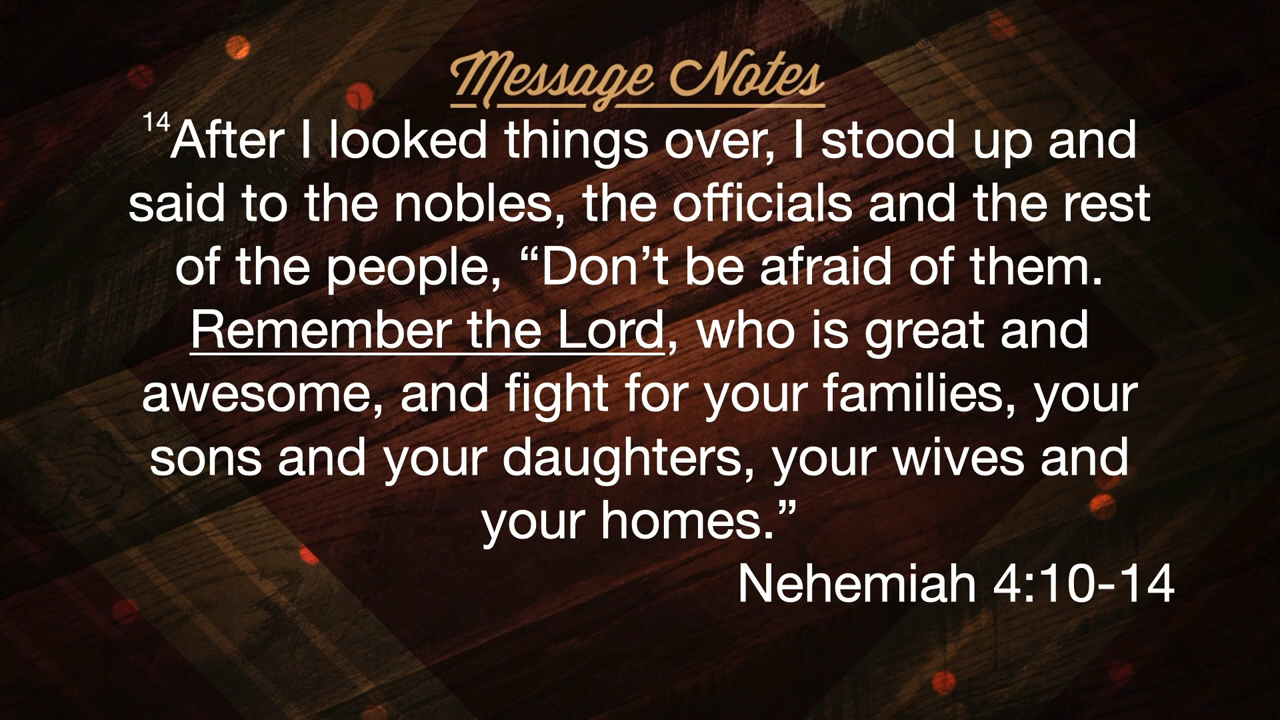 Message Notes
14After I looked things over, I stood up and
said to the nobles, the officials and the rest
of the people, “Don’t be afraid of them.
Remember the Lord, who is great and
awesome, and fight for your families, your
sons and your daughters, your wives and
your homes.”
Nehemiah 4:10-14